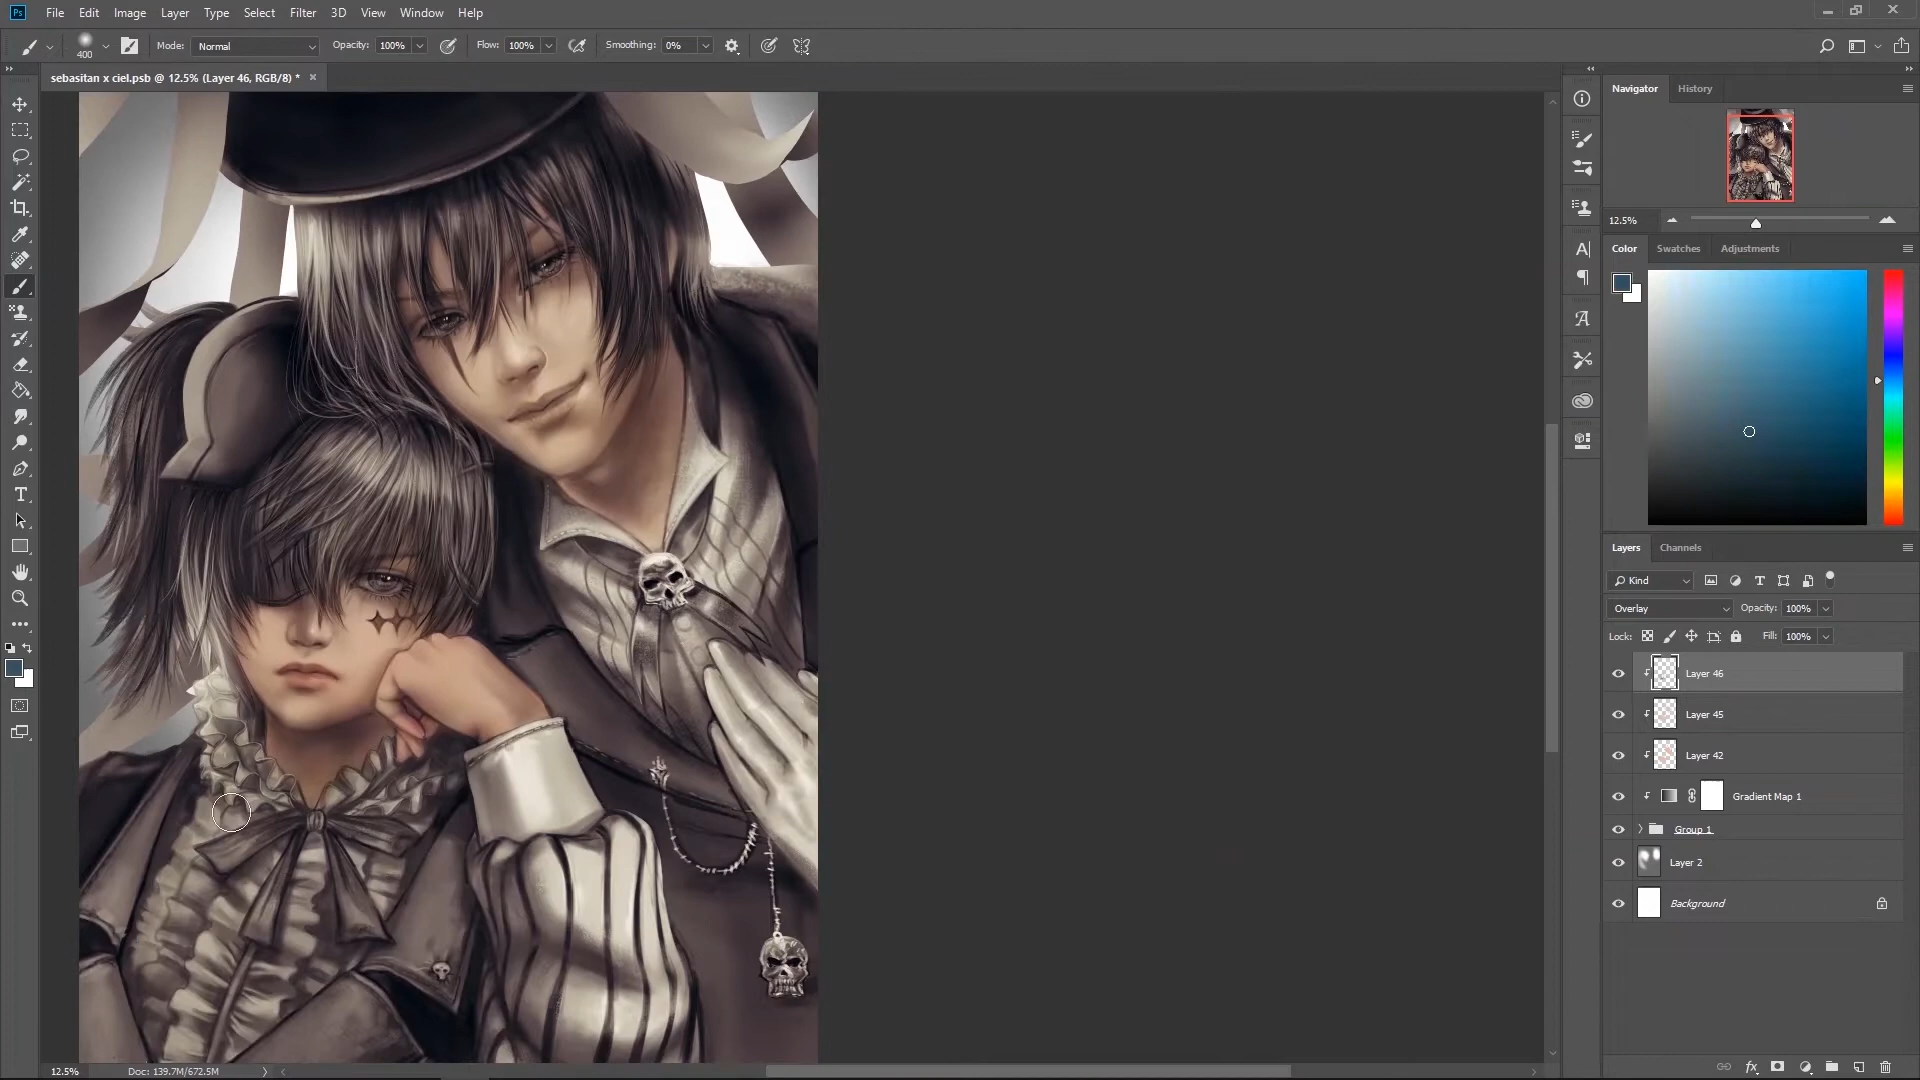 Ps File Edit Image Layer Type Select Filter 3D View Window Help
400 Mode: Normal Opacity: 100% Flow: 100% Smoothing: 0%
sebasitan x ciel.psb @ 12.5% (Layer 46, RGB/8) * ×
Navigator History
12.5%
Color Swatches Adjustments
Layers Channels
Kind
Overlay Opacity: 100%
Lock: Fill: 100%
Layer 46
Layer 45
Layer 42
Gradient Map 1
Group 1
Layer 2
Background
12.5% Doc: 139.7M/672.5M